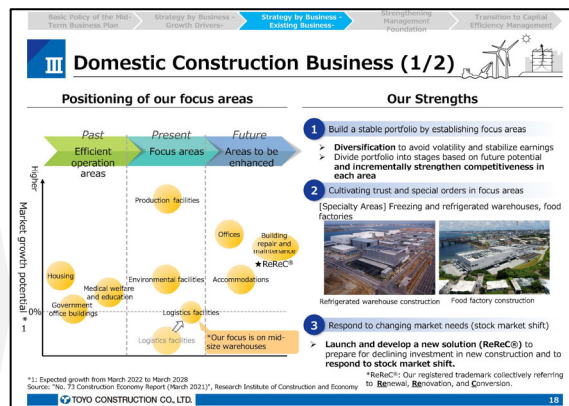 Basic Policy of the Mid-
Term Business Plan
Strategy by Business -
Growth Drivers-
Strategy by Business -
Existing Business-
Strengthening
Management
Foundation
Transition to Capital
Efficiency Management
III
Domestic Construction Business (1/2)
Positioning of our focus areas
Past
Present
Future
Efficient
operation
areas
Focus areas
Areas to be
enhanced
Higher
Market growth potential *1
0%
Production facilities
Offices
Building
repair and
maintenance
★ReReC®
Housing
Medical welfare
and education
Environmental facilities
Accommodations
Government
office buildings
Logistics facilities
Logistics facilities
*Our focus is on mid-
size warehouses
*1: Expected growth from March 2022 to March 2028
Source: "No. 73 Construction Economy Report (March 2021)", Research Institute of Construction and Economy
Our Strengths
1 Build a stable portfolio by establishing focus areas
➢ Diversification to avoid volatility and stabilize earnings
➢ Divide portfolio into stages based on future potential
and incrementally strengthen competitiveness in
each area
2 Cultivating trust and special orders in focus areas
[Specialty Areas] Freezing and refrigerated warehouses, food
factories
Refrigerated warehouse construction
Food factory construction
3 Respond to changing market needs (stock market shift)
➢ Launch and develop a new solution (ReReC®) to
prepare for declining investment in new construction and to
respond to stock market shift.
*ReReC®: Our registered trademark collectively referring
to Renewal, Renovation, and Conversion.
TOYO CONSTRUCTION CO., LTD.
18